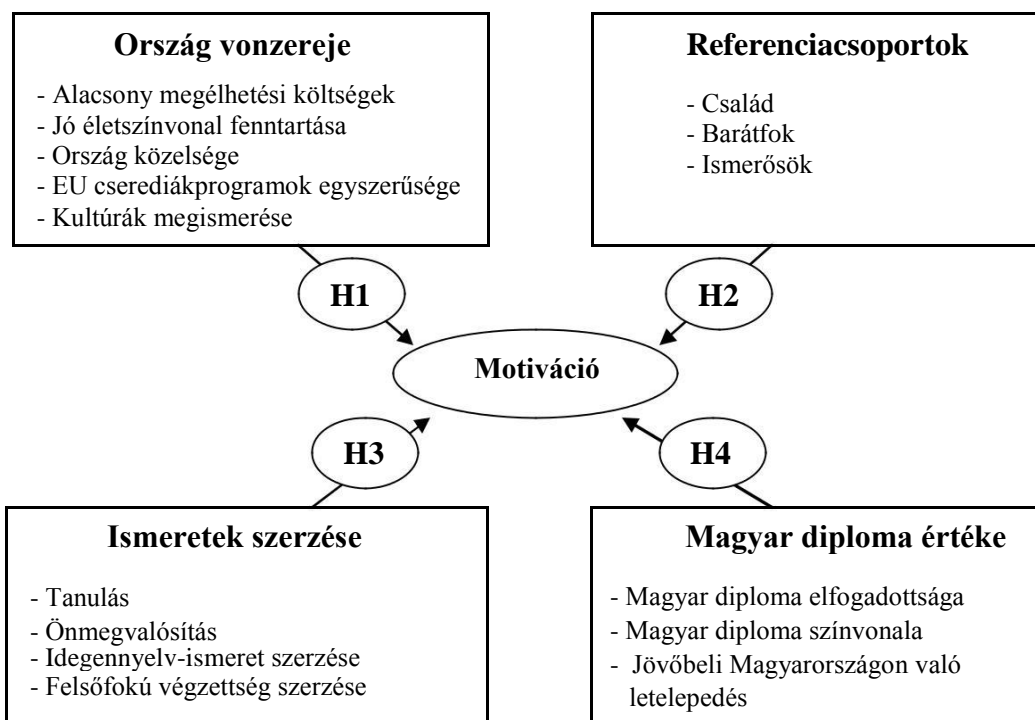 Ország vonzereje
- Alacsony megélhetési költségek
- Jó életszínvonal fenntartása
- Ország közelsége
- EU cserediákprogramok egyszerűsége
- Kultúrák megismerése
Referenciacsoportok
- Család
- Barátfok
- Ismerősök
H1
H2
Motiváció
H3
H4
Ismeretek szerzése
- Tanulás
- Önmegvalósítás
- Idegennyelv-ismeret szerzése
- Felsőfokú végzettség szerzése
Magyar diploma értéke
- Magyar diploma elfogadottsága
- Magyar diploma színvonala
- Jövőbeli Magyarországon való
letelepedés